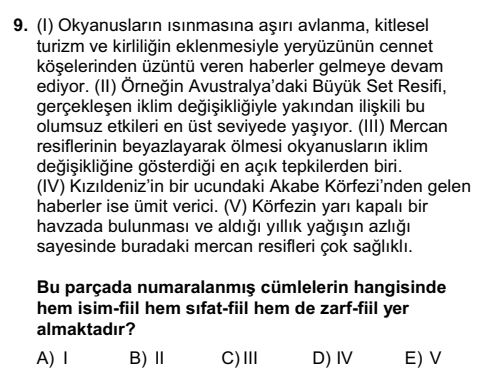 9. (I) Okyanusların ısınmasına aşırı avlanma, kitlesel
turizm ve kirliliğin eklenmesiyle yeryüzünün cennet
köşelerinden üzüntü veren haberler gelmeye devam
ediyor. (II) Örneğin Avustralya’daki Büyük Set Resifi,
gerçekleşen iklim değişikliğiyle yakından ilişkili bu
olumsuz etkileri en üst seviyede yaşıyor. (III) Mercan
resiflerinin beyazlayarak ölmesi okyanusların iklim
değişikliğine gösterdiği en açık tepkilerden biri.
(IV) Kızıldeniz’in bir ucundaki Akabe Körfezi’nden gelen
haberler ise ümit verici. (V) Körfezin yarı kapalı bir
havzada bulunması ve aldığı yıllık yağışın azlığı
sayesinde buradaki mercan resifleri çok sağlıklı.
Bu parçada numaralanmış cümlelerin hangisinde
hem isim-fiil hem sıfat-fiil hem de zarf-fiil yer
almaktadır?
A) I B) II C) III D) IV E) V